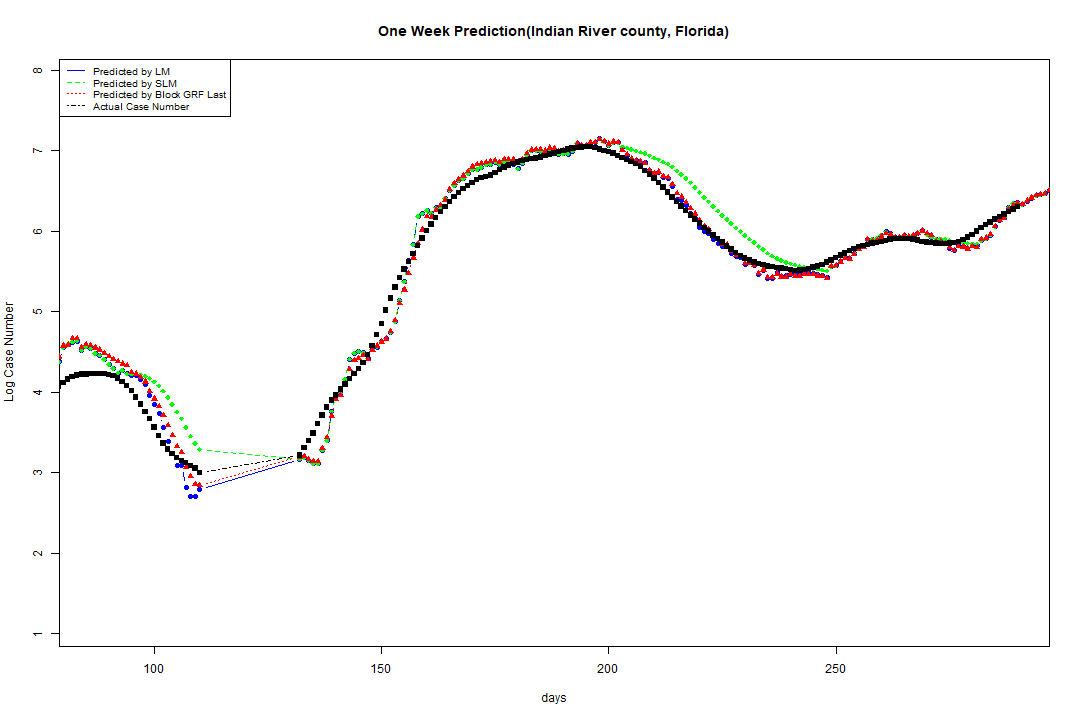 One Week Prediction(Indian River county, Florida)
Predicted by LM
Predicted by SLM
Predicted by Block GRF Last
Actual Case Number
8
7
6
5
4
3
2
1
Log Case Number
100 150 200 250
days